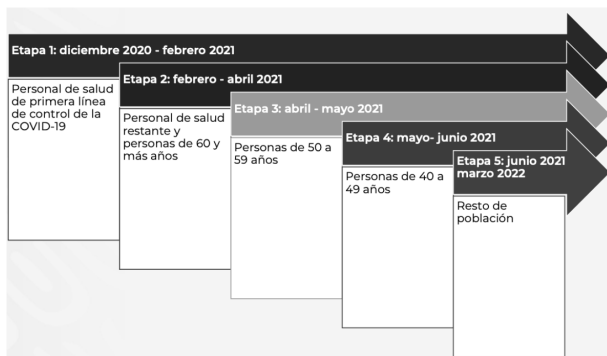 Etapa 1: diciembre 2020 - febrero 2021
Personal de salud
de primera línea
de control de la
COVID-19
Etapa 2: febrero - abril 2021
Personal de salud
restante y
personas de 60 y
más años
Etapa 3: abril - mayo 2021
Personas de 50 a
59 años
Etapa 4: mayo- junio 2021
Personas de 40 a
49 años
Etapa 5: junio 2021
marzo 2022
Resto de
población